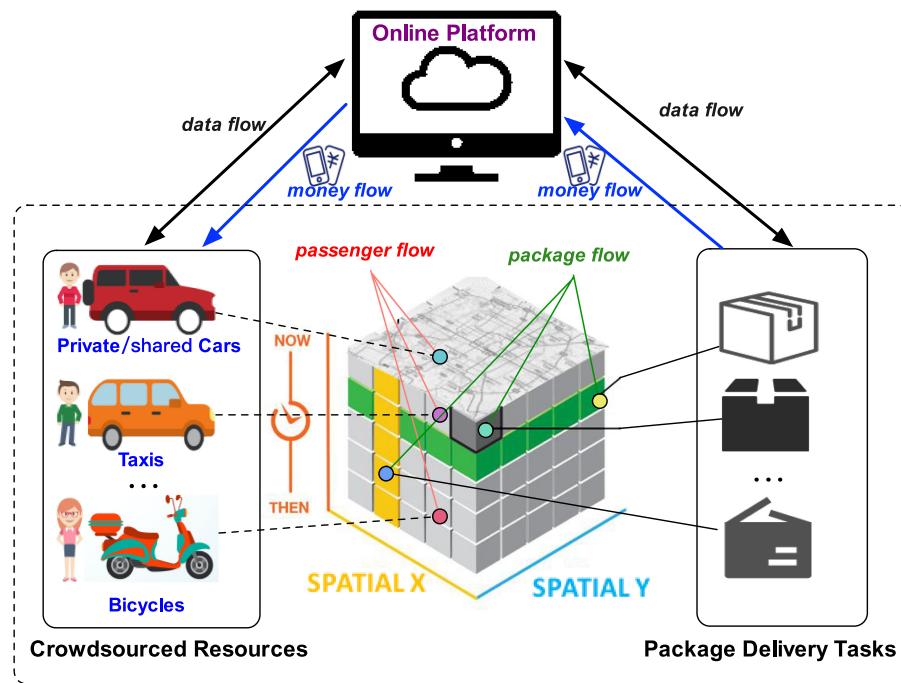 Online Platform
data flow
data flow
money flow
money flow
passenger flow
package flow
Private/shared Cars
NOW
Taxis
...
...
THEN
SPATIAL X
SPATIAL Y
Bicycles
Crowdsourced Resources
Package Delivery Tasks